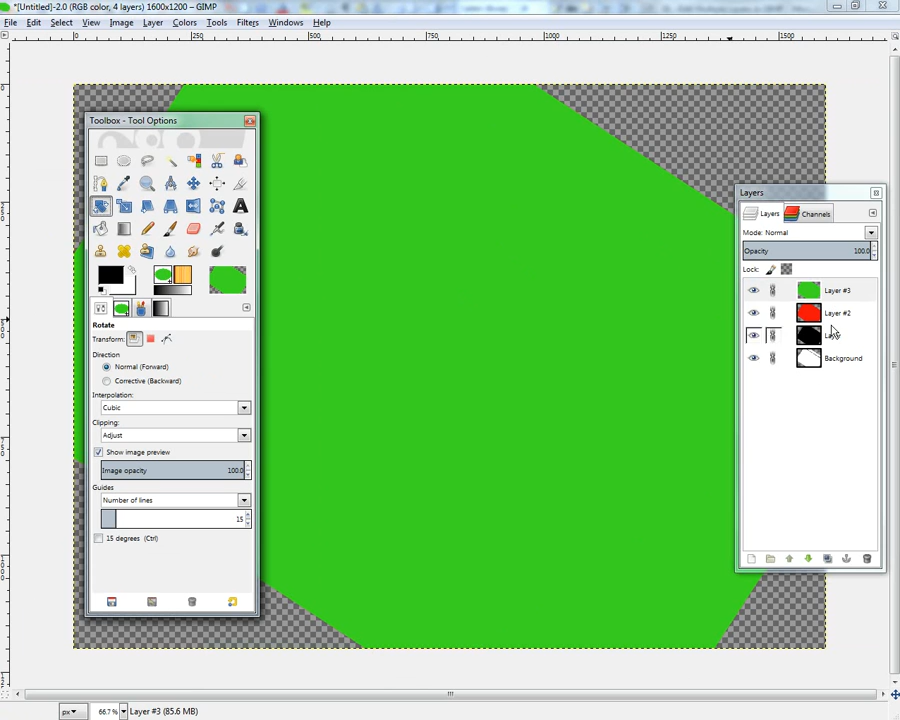 *[Untitled]-2.0 (RGB color, 4 layers) 1600x1200 – GIMP
File Edit Select View Image Layer Colors Tools Filters Windows Help
0 250 500 750 1000 1250 1500
Toolbox - Tool Options
Rotate
Transform:
Direction
Normal (Forward)
Corrective (Backward)
Interpolation:
Cubic
Clipping:
Adjust
Show image preview
Image opacity 100.0
Guides
Number of lines
15
15 degrees (Ctrl)
Layers
Layers Channels
Mode: Normal
Opacity 100.0
Lock:
Layer #3
Layer #2
Background
px 66.7% Layer #3 (85.6 MB)